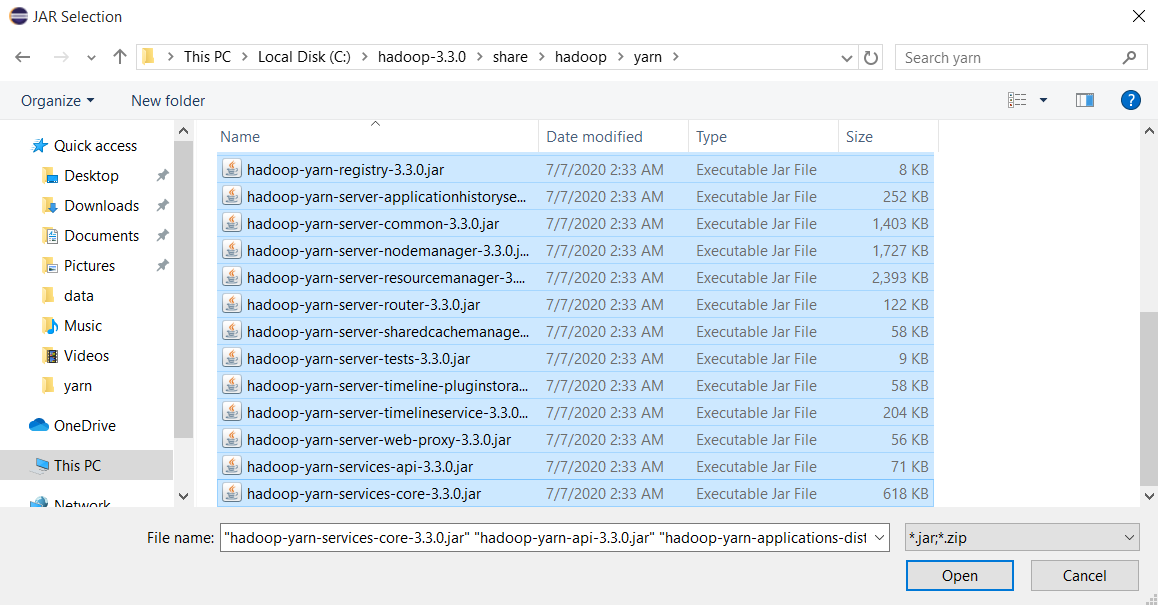 JAR Selection
This PC > Local Disk (C:) > hadoop-3.3.0 > share > hadoop > yarn >
Search yarn
Organize
New folder
Quick access
Desktop
Downloads
Documents
Pictures
data
Music
Videos
yarn
OneDrive
This PC
Network
Name Date modified Type Size
hadoop-yarn-registry-3.3.0.jar 7/7/2020 2:33 AM Executable Jar File 8 KB
hadoop-yarn-server-applicationhistoryse... 7/7/2020 2:33 AM Executable Jar File 252 KB
hadoop-yarn-server-common-3.3.0.jar 7/7/2020 2:33 AM Executable Jar File 1,403 KB
hadoop-yarn-server-nodemanager-3.3.0.j... 7/7/2020 2:33 AM Executable Jar File 1,727 KB
hadoop-yarn-server-resourcemanager-3.... 7/7/2020 2:33 AM Executable Jar File 2,393 KB
hadoop-yarn-server-router-3.3.0.jar 7/7/2020 2:33 AM Executable Jar File 122 KB
hadoop-yarn-server-sharedcachemanage... 7/7/2020 2:33 AM Executable Jar File 58 KB
hadoop-yarn-server-tests-3.3.0.jar 7/7/2020 2:33 AM Executable Jar File 9 KB
hadoop-yarn-server-timeline-pluginstora... 7/7/2020 2:33 AM Executable Jar File 58 KB
hadoop-yarn-server-timelineservice-3.3.0... 7/7/2020 2:33 AM Executable Jar File 204 KB
hadoop-yarn-server-web-proxy-3.3.0.jar 7/7/2020 2:33 AM Executable Jar File 56 KB
hadoop-yarn-services-api-3.3.0.jar 7/7/2020 2:33 AM Executable Jar File 71 KB
hadoop-yarn-services-core-3.3.0.jar 7/7/2020 2:33 AM Executable Jar File 618 KB
File name: "hadoop-yarn-services-core-3.3.0.jar" "hadoop-yarn-api-3.3.0.jar" "hadoop-yarn-applications-dist
*.jar;*.zip
Open
Cancel